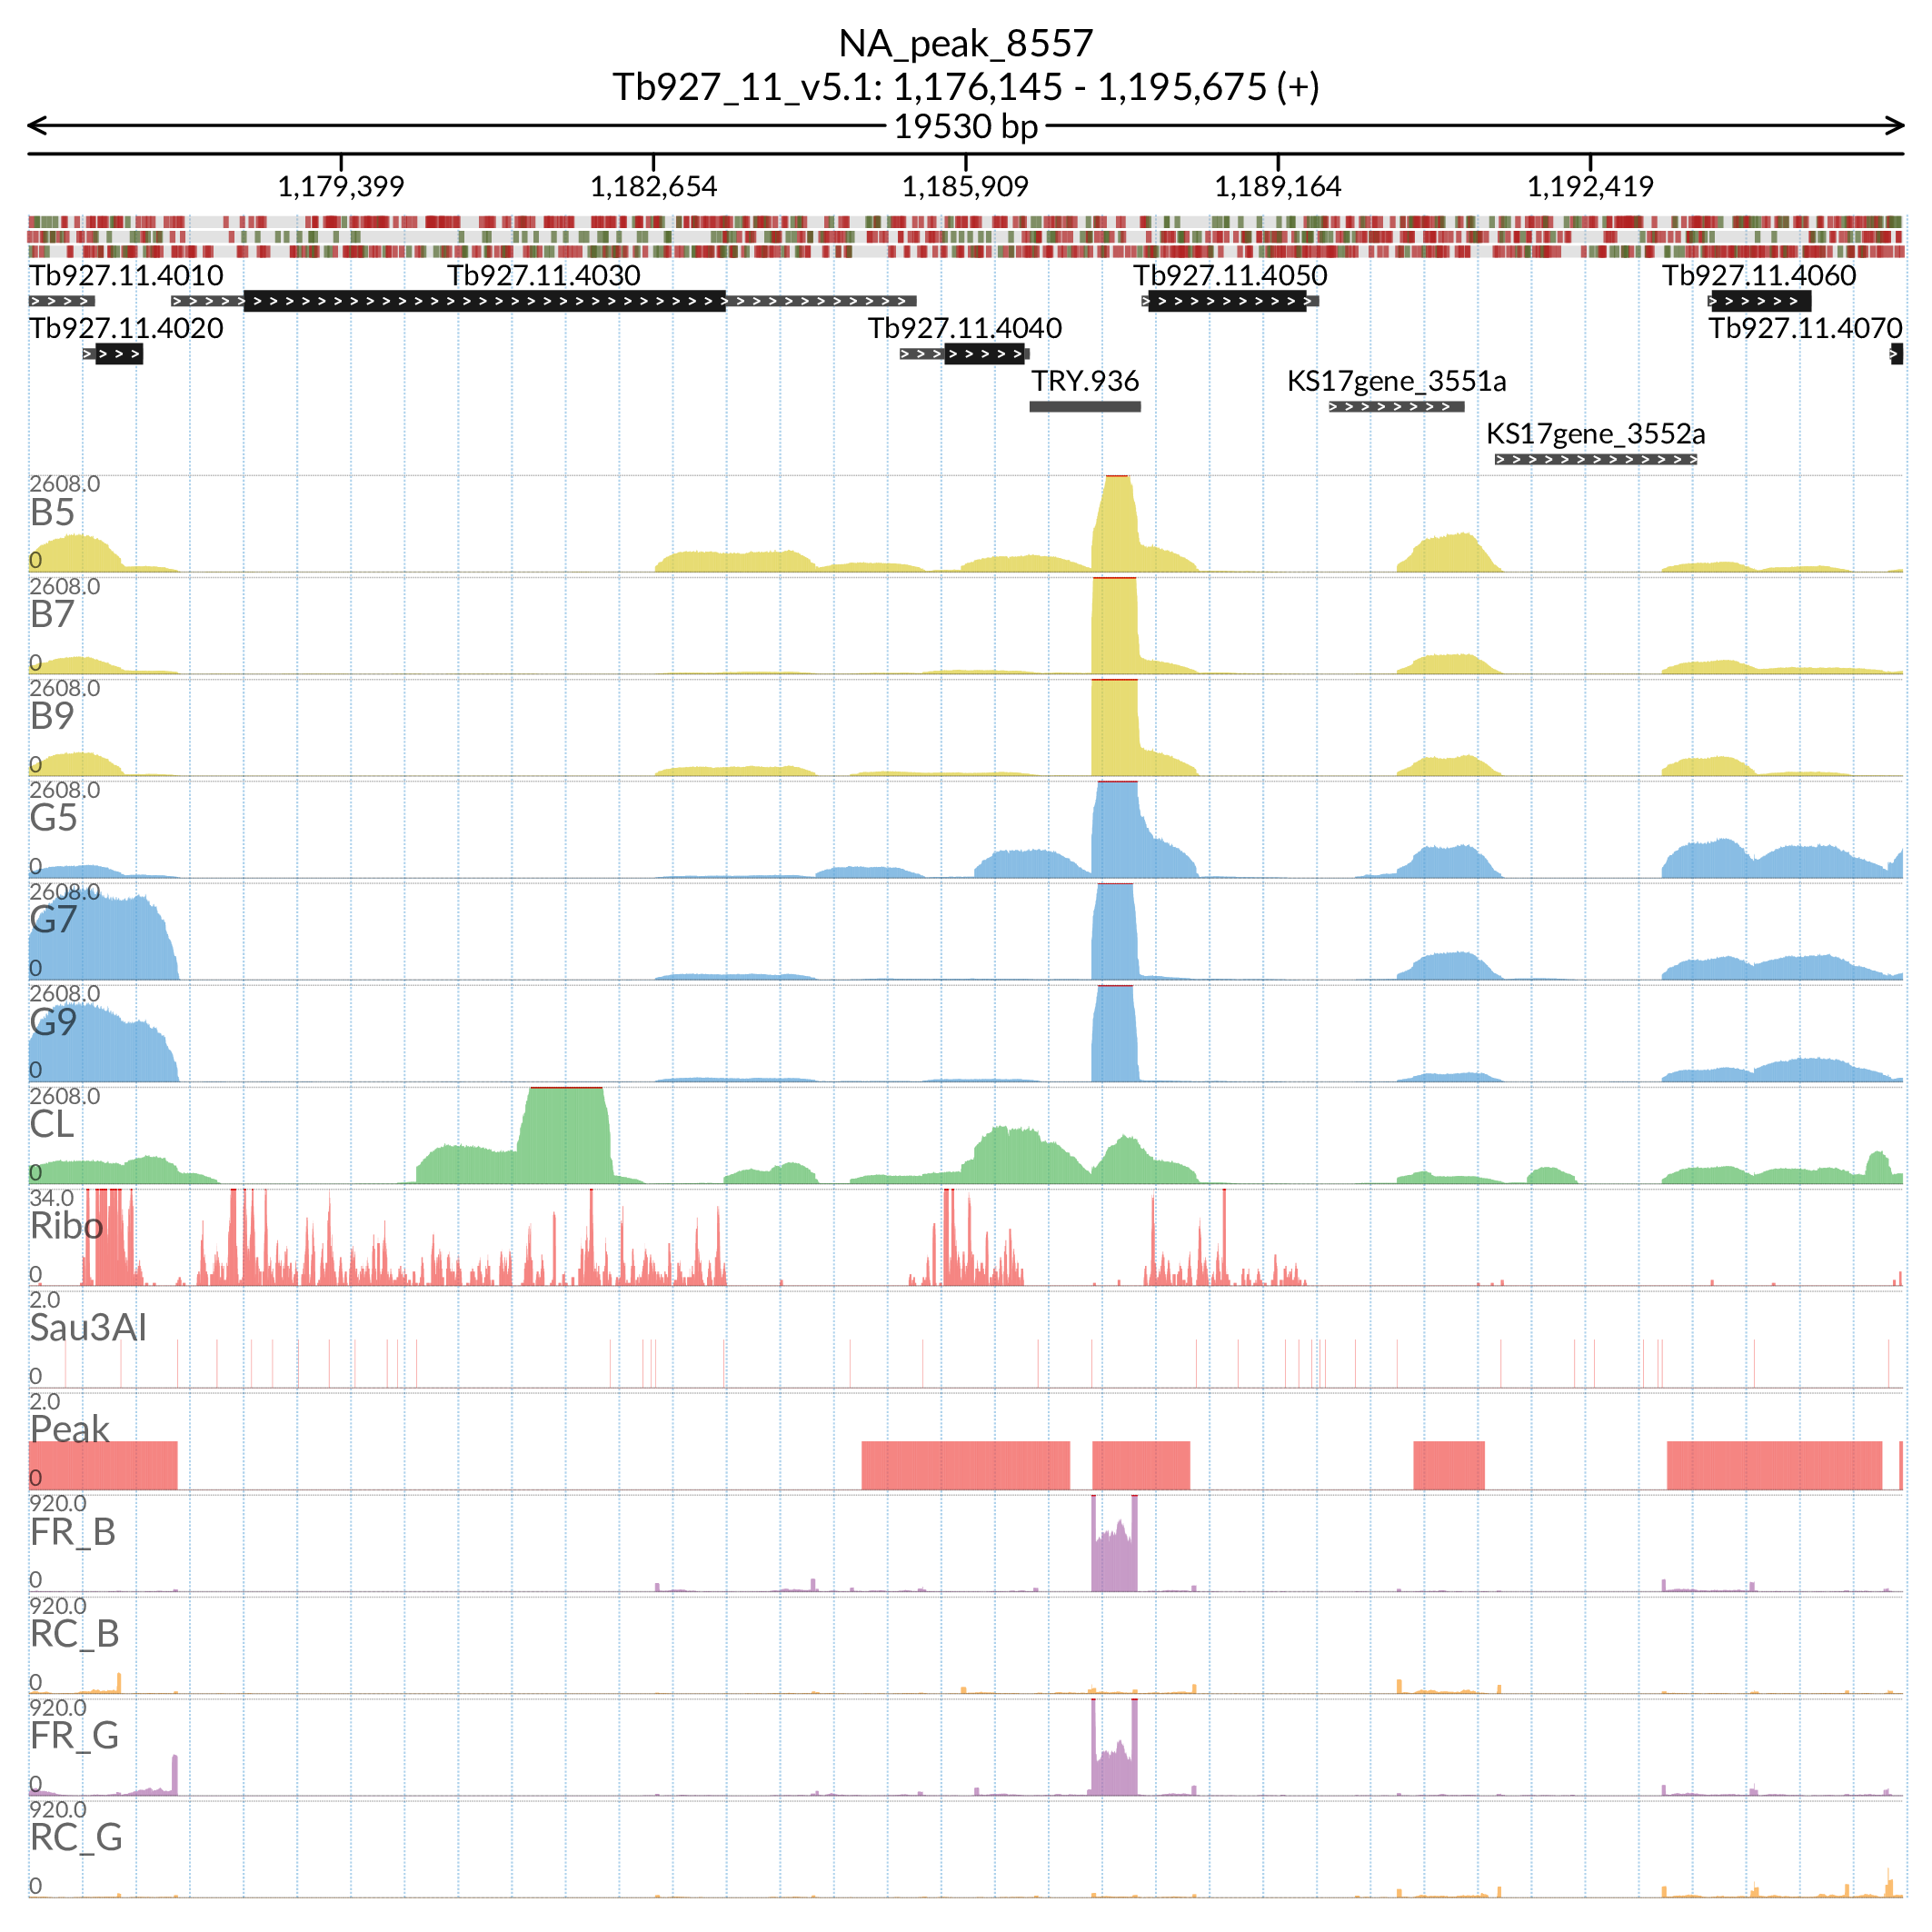 NA_peak_8557
Tb927_11_v5.1: 1,176,145 - 1,195,675 (+)
19530 bp
1,179,399 1,182,654 1,185,909 1,189,164 1,192,419
Tb927.11.4010 Tb927.11.4030 Tb927.11.4050 Tb927.11.4060
Tb927.11.4020 Tb927.11.4040 Tb927.11.4070
TRY.936 KS17gene_3551a
KS17gene_3552a
2608.0
B5
0
2608.0
B7
0
2608.0
B9
0
2608.0
G5
0
2608.0
G7
0
2608.0
G9
0
2608.0
CL
0
34.0
Ribo
0
2.0
Sau3AI
0
2.0
Peak
0
920.0
FR_B
0
920.0
RC_B
0
920.0
FR_G
0
920.0
RC_G
0